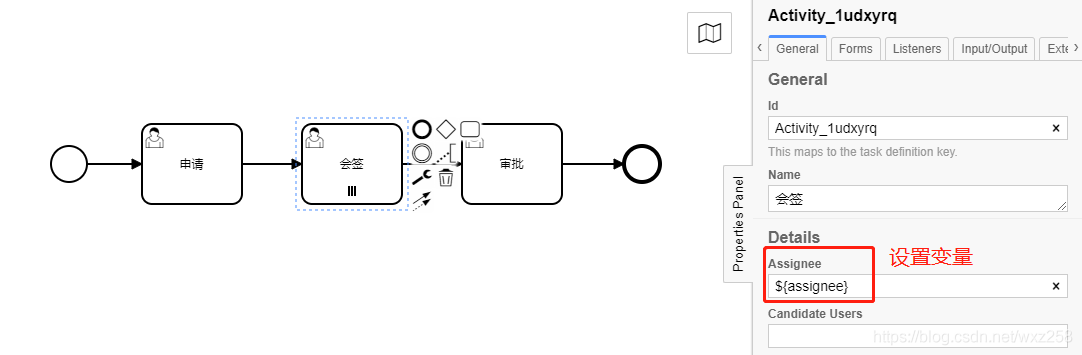 申请
会签
审批
Properties Panel
Activity_1udxyrq
General
Forms
Listeners
Input/Output
Exte
General
Id
Activity_1udxyrq
This maps to the task definition key.
Name
会签
Details
Assignee
设置变量
${assignee}
Candidate Users
https://blog.csdn.net/wxz258